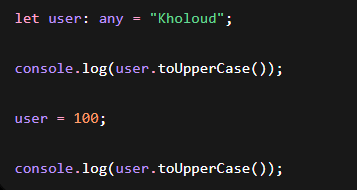 let user: any = "Kholoud";
console.log(user.toUpperCase());
user = 100;
console.log(user.toUpperCase());